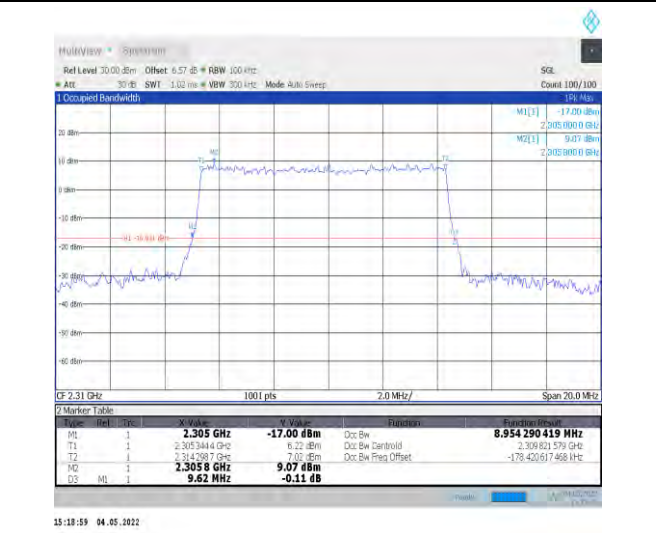 MultiView Spectrum
Ref Level 30.00 dBm Offset 6.57 dB RBW 100 kHz SGL
Att 30 dB SWT 1.02 ms VBW 300 kHz Mode Auto Sweep Count 100/100
1 Occupied Bandwidth 1Pk Max
M1[1] -17.00 dBm
2.305 000 0 GHz
20 dBm
M2[1] 9.07 dBm
2.305 800 0 GHz
M2
10 dBm
T1 T2
0 dBm
-10 dBm
M1
-20 dBm
-30 dBm
-40 dBm
-50 dBm
-60 dBm
CF 2.31 GHz 1001 pts 2.0 MHz/ Span 20.0 MHz
2 Marker Table
Type Ref Trc X-Value Y-Value Function Function Result
M1 1 2.305 GHz -17.00 dBm Occ Bw 8.954 290 419 MHz
T1 1 2.305344 4 GHz 6.22 dBm Occ Bw Centroid 2.309 821 579 GHz
T2 1 2.314298 7 GHz 7.02 dBm Occ Bw Freq Offset -178.420 617 468 kHz
M2 1 2.3058 GHz 9.07 dBm
D3 M1 1 9.62 MHz -0.11 dB
15:18:59 04.05.2022